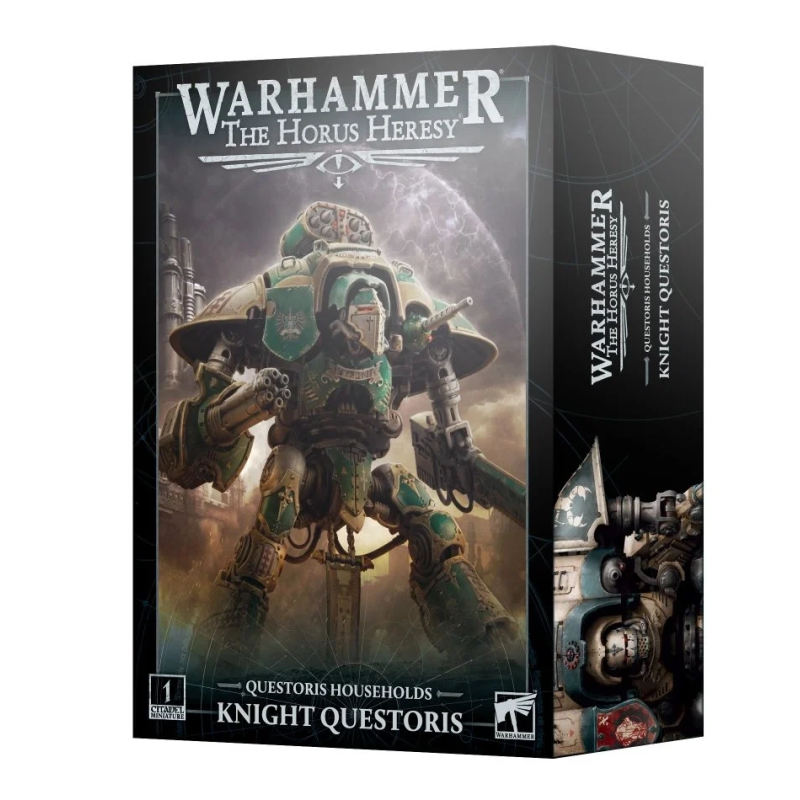 WARHAMMER
THE HORUS HERESY
QUESTORIS HOUSEHOLDS
KNIGHT QUESTORIS
1
CITADEL
MINIATURE
WARHAMMER
WARHAMMER
THE HORUS HERESY
QUESTORIS HOUSEHOLDS
KNIGHT QUESTORIS